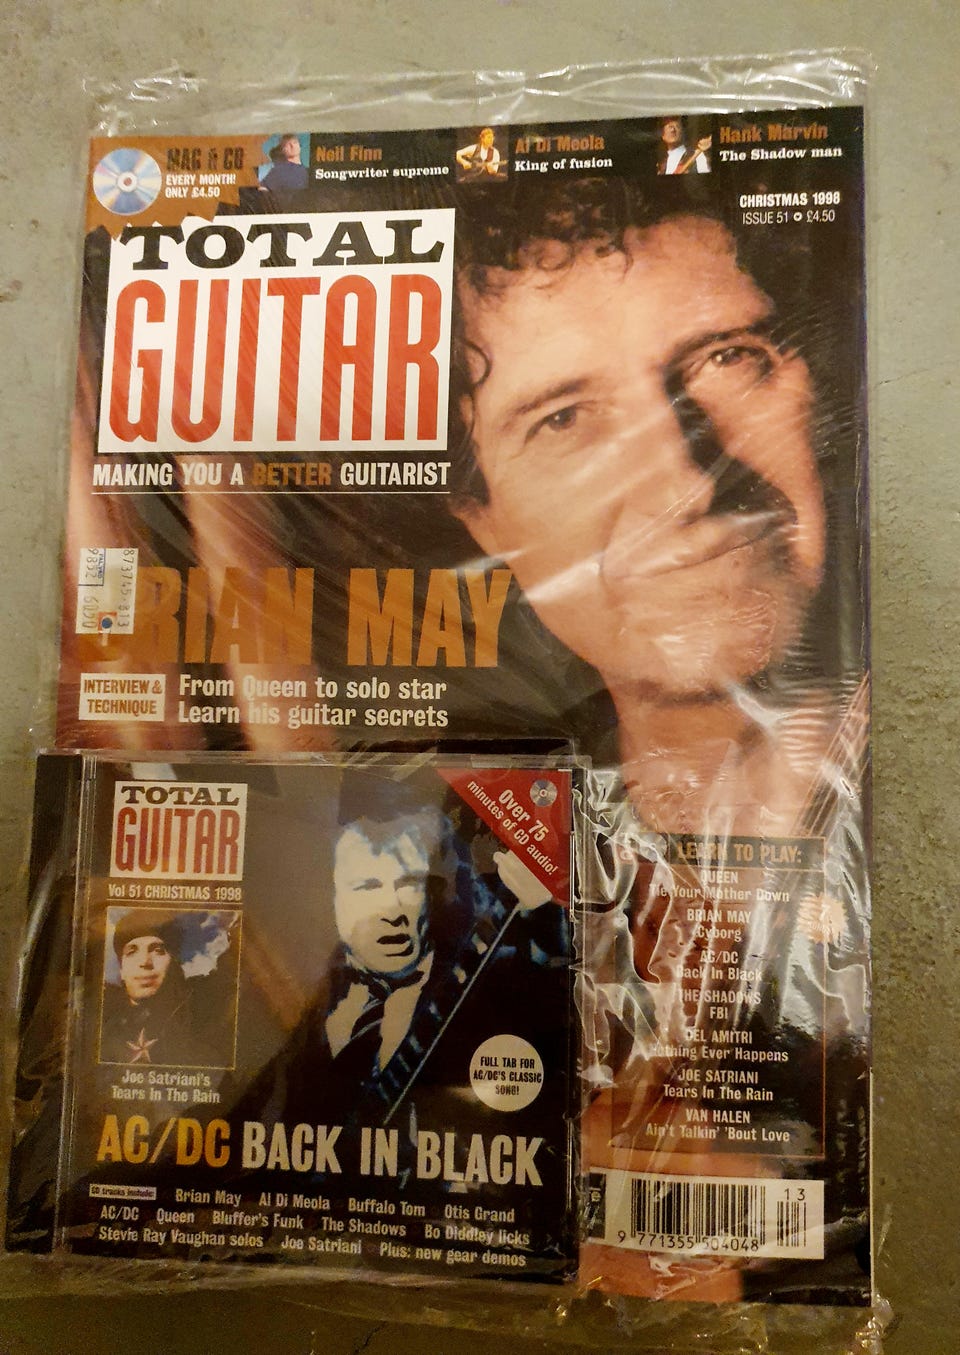 MAG & CD
EVERY MONTH!
ONLY £4.50
Neil Finn
Songwriter supreme
Al Di Meola
King of fusion
Hank Marvin
The Shadow man
CHRISTMAS 1998
ISSUE 51 £4.50
TOTAL
GUITAR
MAKING YOU A BETTER GUITARIST
BRIAN MAY
INTERVIEW &
TECHNIQUE
From Queen to solo star
Learn his guitar secrets
TOTAL
GUITAR
Vol 51 CHRISTMAS 1998
Over 75
minutes of CD audio!
Joe Satriani's
Tears In The Rain
FULL TAB FOR
AC/DC'S CLASSIC
SONG!
AC/DC BACK IN BLACK
CD tracks include:
Brian May Al Di Meola Buffalo Tom Otis Grand
AC/DC Queen Bluffer's Funk The Shadows Bo Diddley licks
Stevie Ray Vaughan solos Joe Satriani Plus: new gear demos
LEARN TO PLAY:
QUEEN
Tie Your Mother Down
BRIAN MAY
Cyborg
AC/DC
Back In Black
THE SHADOWS
FBI
DEL AMITRI
Nothing Ever Happens
JOE SATRIANI
Tears In The Rain
VAN HALEN
Ain't Talkin' 'Bout Love
13
9 771355 504048